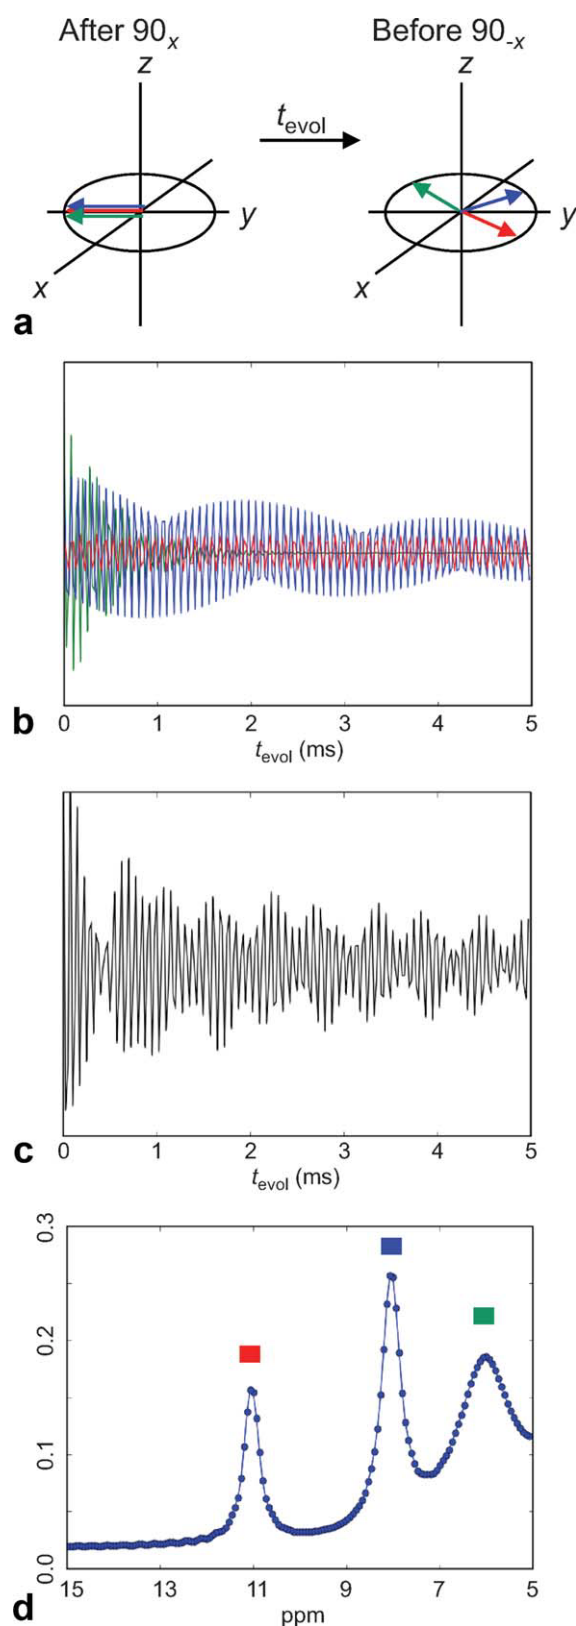 After 90x
Before 90-x
z
z
tevol
y
y
x
x
a
0 1 2 3 4 5
b
tevol (ms)
0 1 2 3 4 5
c
tevol (ms)
0.3
0.2
0.1
0.0
15 13 11 9 7 5
d
ppm